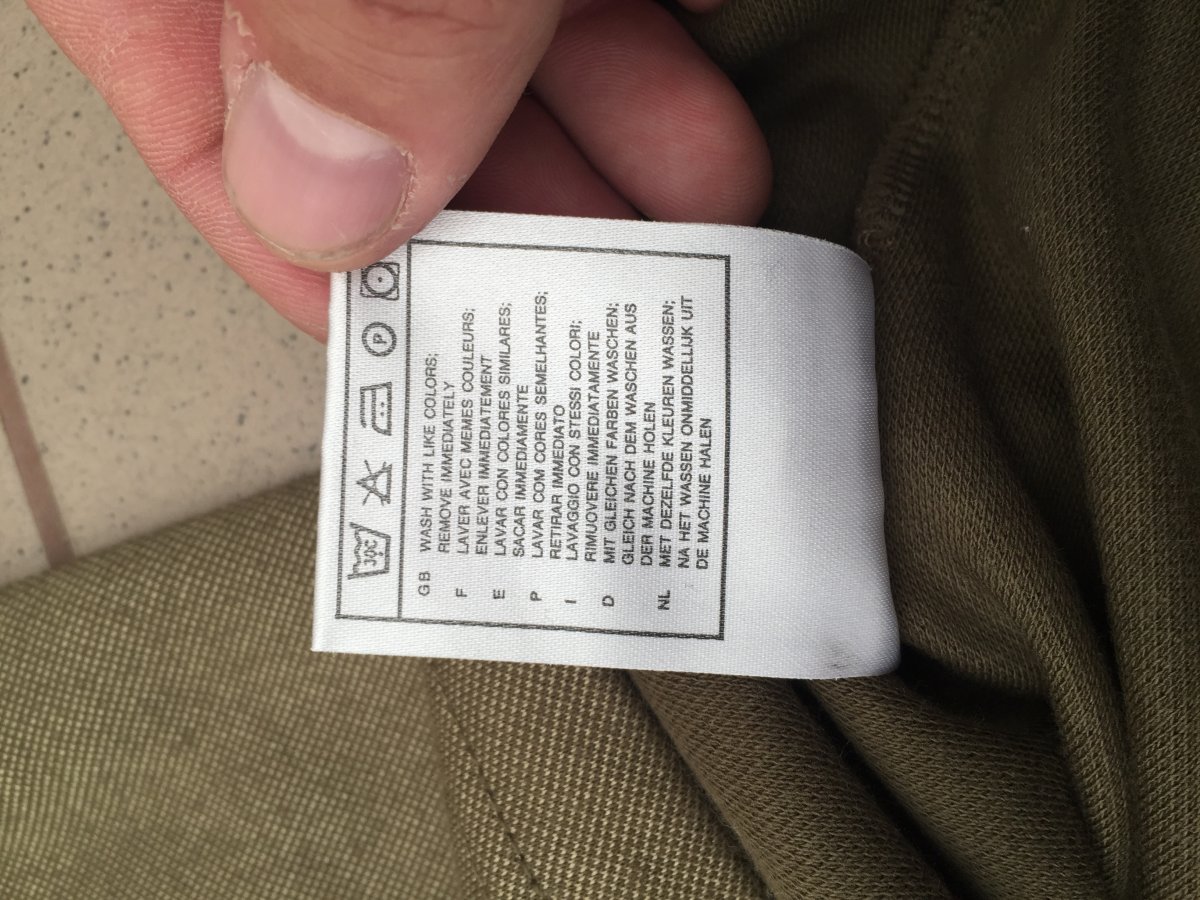 30C
P
GB WASH WITH LIKE COLORS;
REMOVE IMMEDIATELY
F LAVER AVEC MEMES COULEURS;
ENLEVER IMMEDIATEMENT
E LAVAR CON COLORES SIMILARES;
SACAR IMMEDIAMENTE
P LAVAR COM CORES SEMELHANTES;
RETIRAR IMMEDIATO
I LAVAGGIO CON STESSI COLORI;
RIMUOVERE IMMEDIATAMENTE
D MIT GLEICHEN FARBEN WASCHEN;
GLEICH NACH DEM WASCHEN AUS
DER MACHINE HOLEN
NL MET DEZELFDE KLEUREN WASSEN;
NA HET WASSEN ONMIDDELLIJK UIT
DE MACHINE HALEN